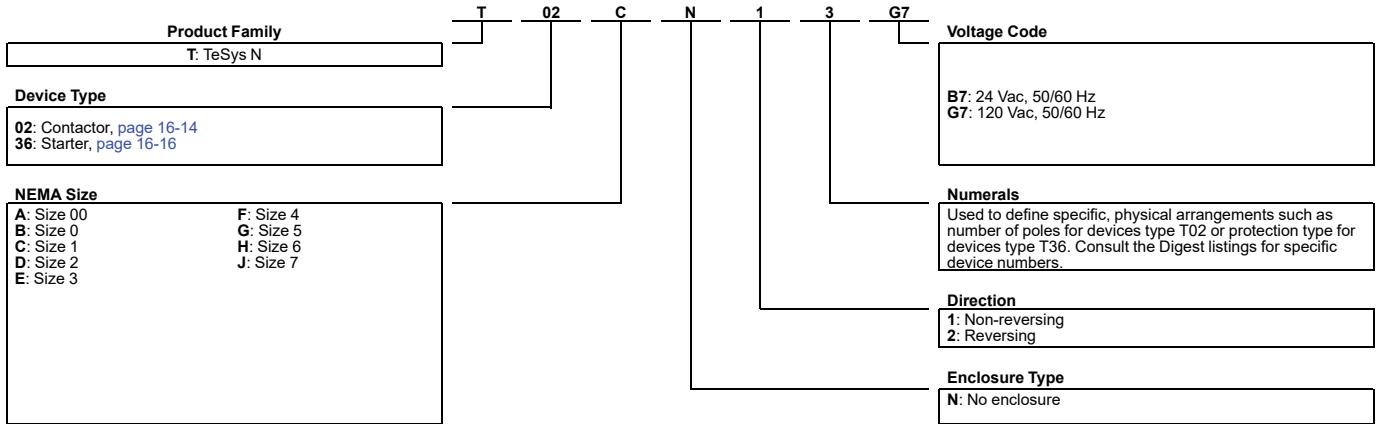 T 02 C N 1 3 G7
Product Family
T: TeSys N
Device Type
02: Contactor, page 16-14
36: Starter, page 16-16
NEMA Size
A: Size 00
B: Size 0
C: Size 1
D: Size 2
E: Size 3
F: Size 4
G: Size 5
H: Size 6
J: Size 7
Voltage Code
B7: 24 Vac, 50/60 Hz
G7: 120 Vac, 50/60 Hz
Numerals
Used to define specific, physical arrangements such as
number of poles for devices type T02 or protection type for
devices type T36. Consult the Digest listings for specific
device numbers.
Direction
1: Non-reversing
2: Reversing
Enclosure Type
N: No enclosure